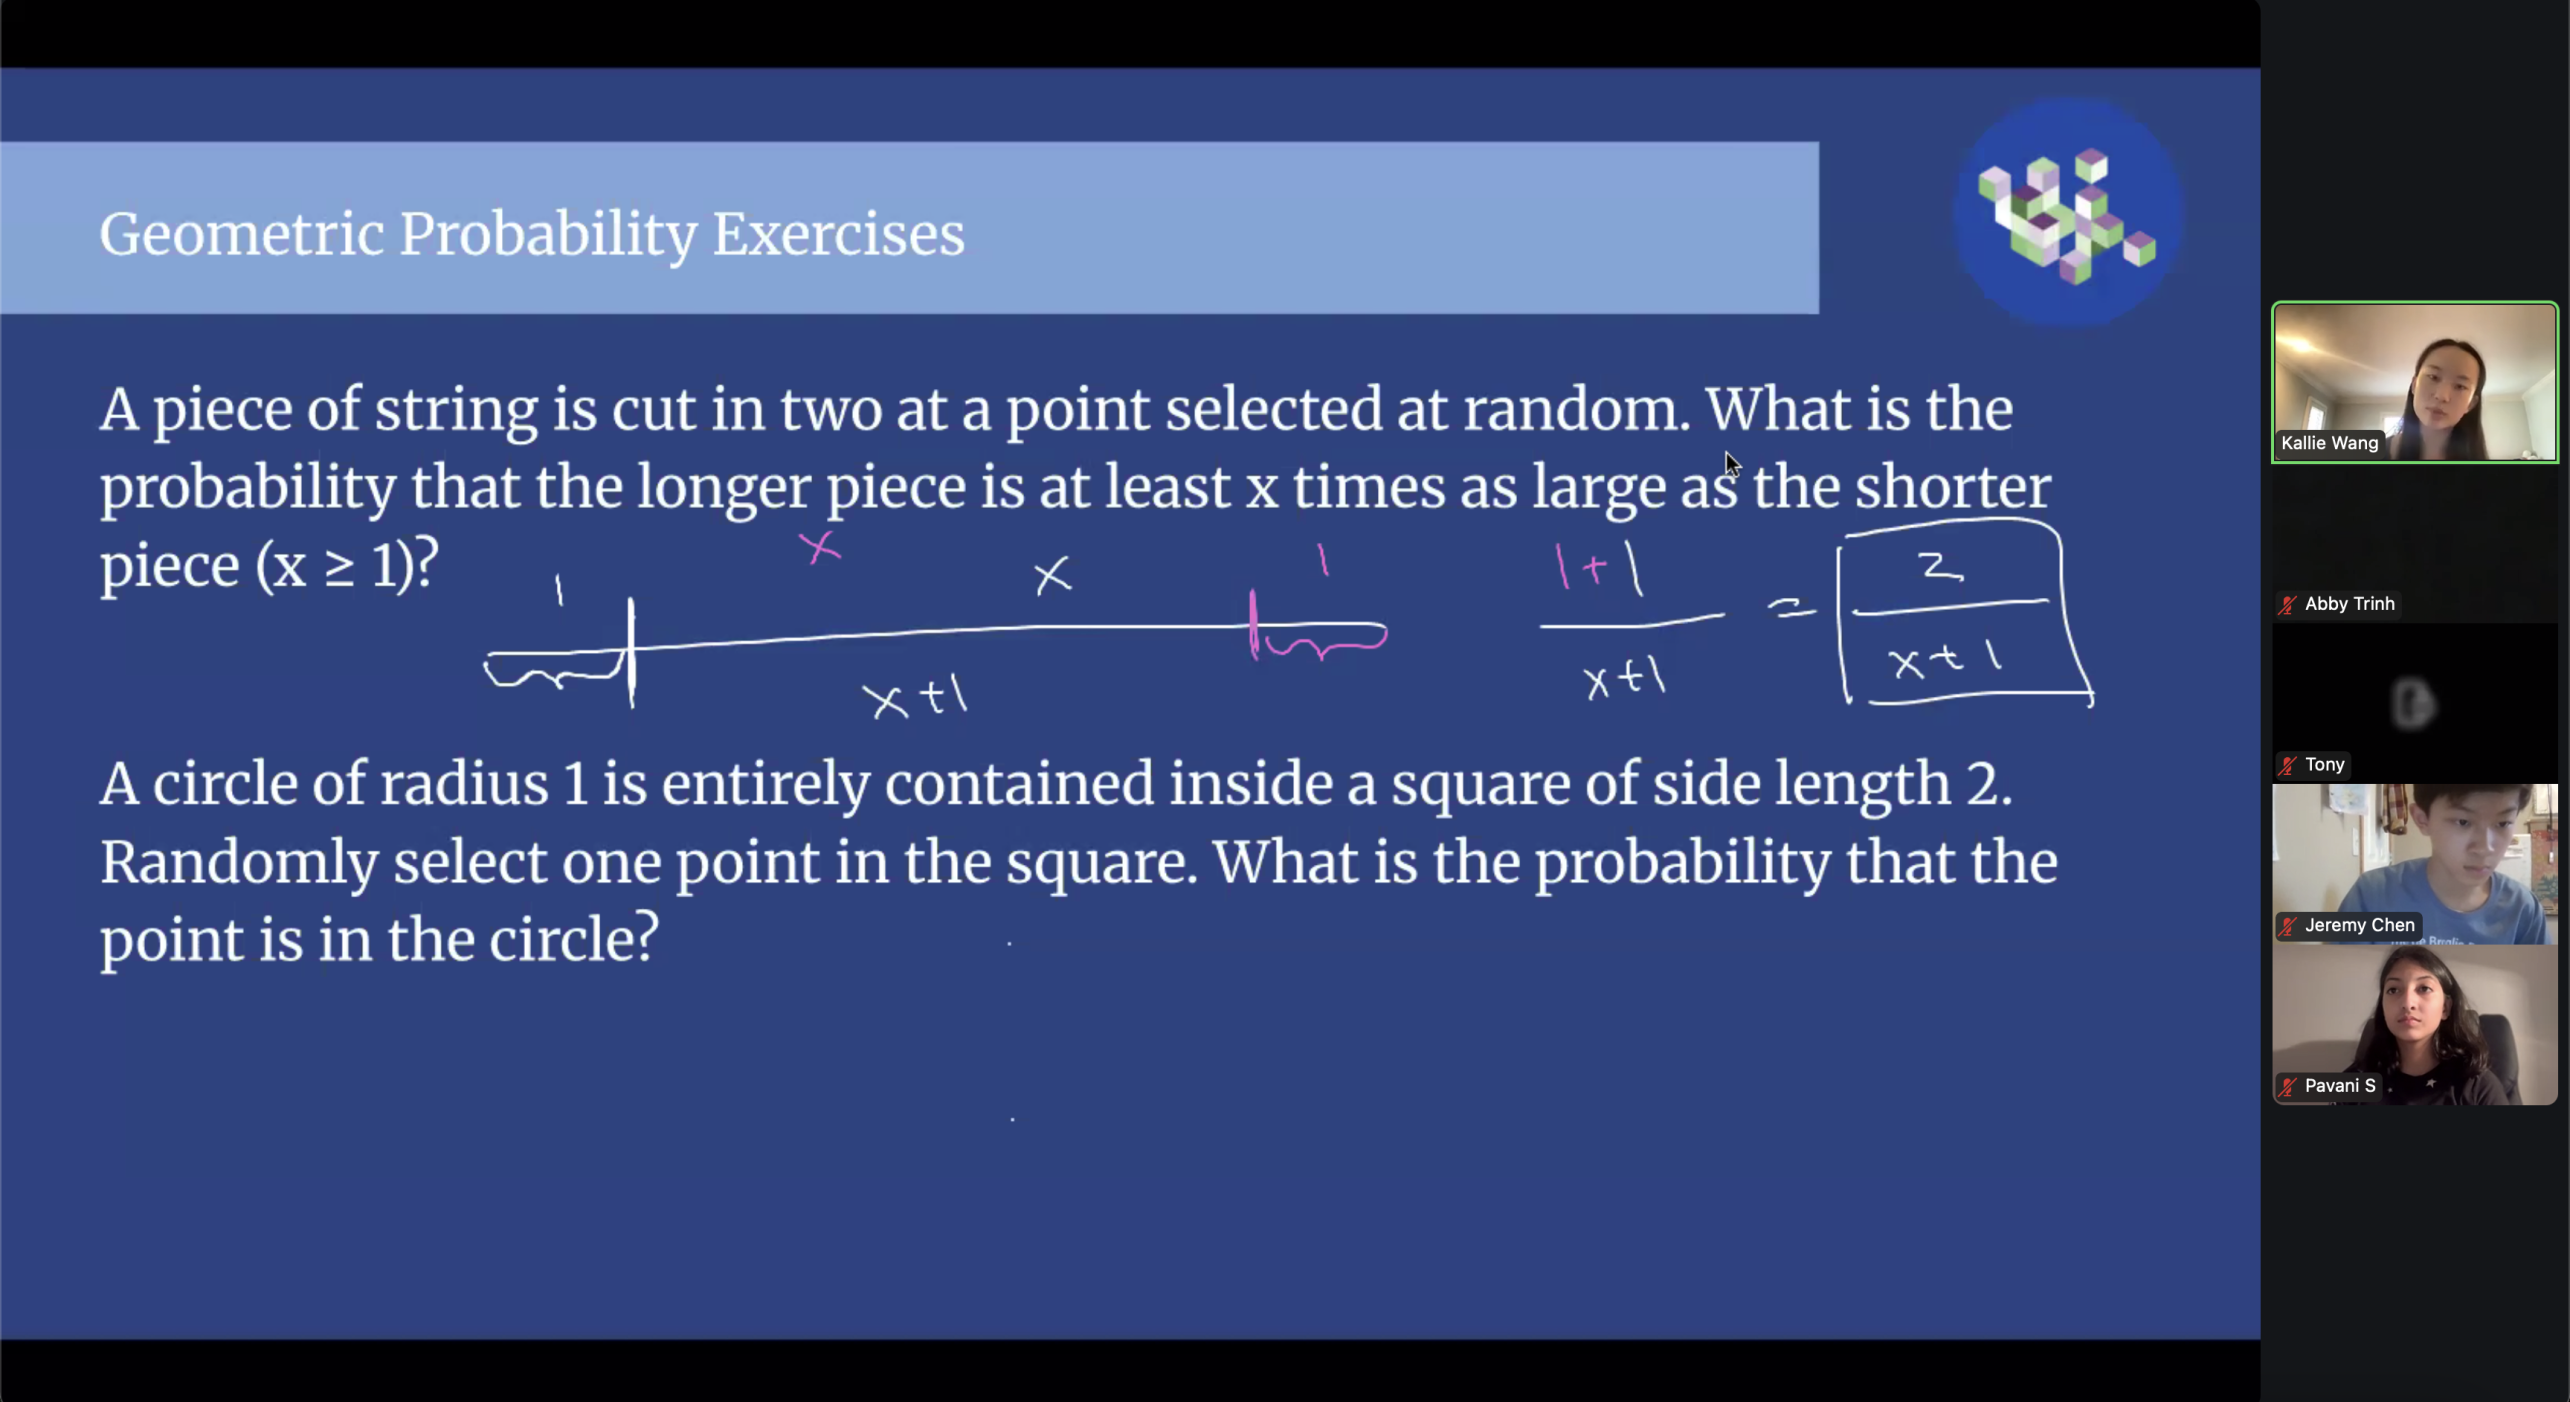 Geometric Probability Exercises
A piece of string is cut in two at a point selected at random. What is the
probability that the longer piece is at least x times as large as the shorter
piece (x ≥ 1)?
1
x
x
1
x+1
1+1
x+1
=
2
x+1
A circle of radius 1 is entirely contained inside a square of side length 2.
Randomly select one point in the square. What is the probability that the
point is in the circle?
Kallie Wang
Abby Trinh
Tony
Jeremy Chen
Pavani S